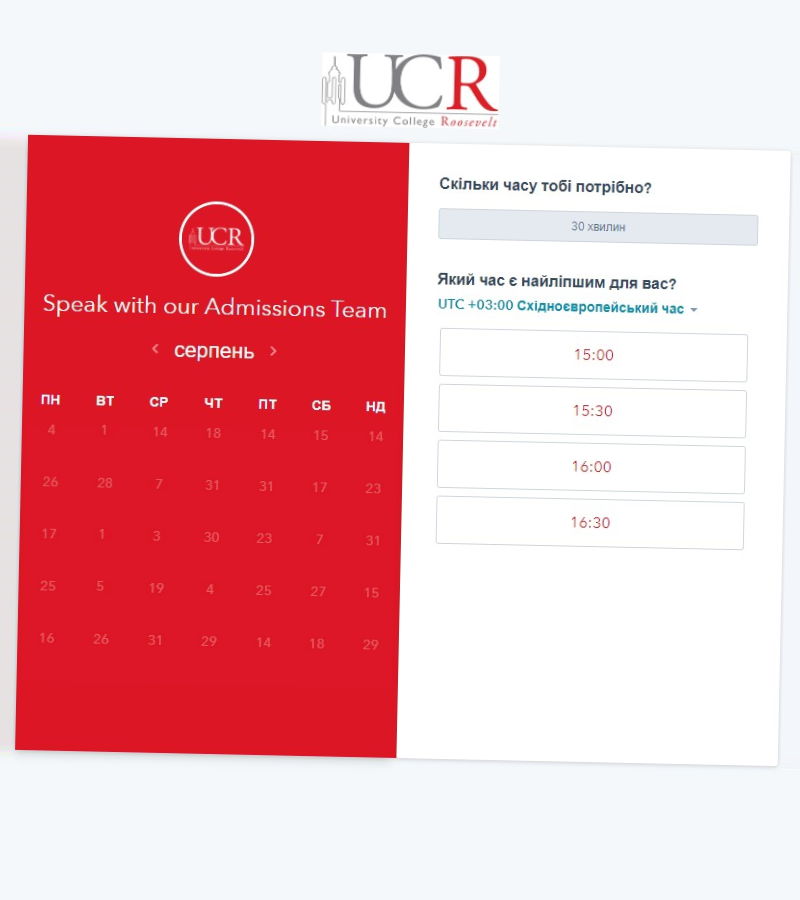 UCR
University College Roosevelt
UCR
University College Roosevelt
Speak with our Admissions Team
серпень
ПН ВТ СР ЧТ ПТ СБ НД
4 1 14 18 14 15 14
26 28 7 31 31 17 23
17 1 3 30 23 7 31
25 5 19 4 25 27 15
16 26 31 29 14 18 29
Скільки часу тобі потрібно?
30 хвилин
Який час є найліпшим для вас?
UTC +03:00 Східноєвропейський час
15:00
15:30
16:00
16:30